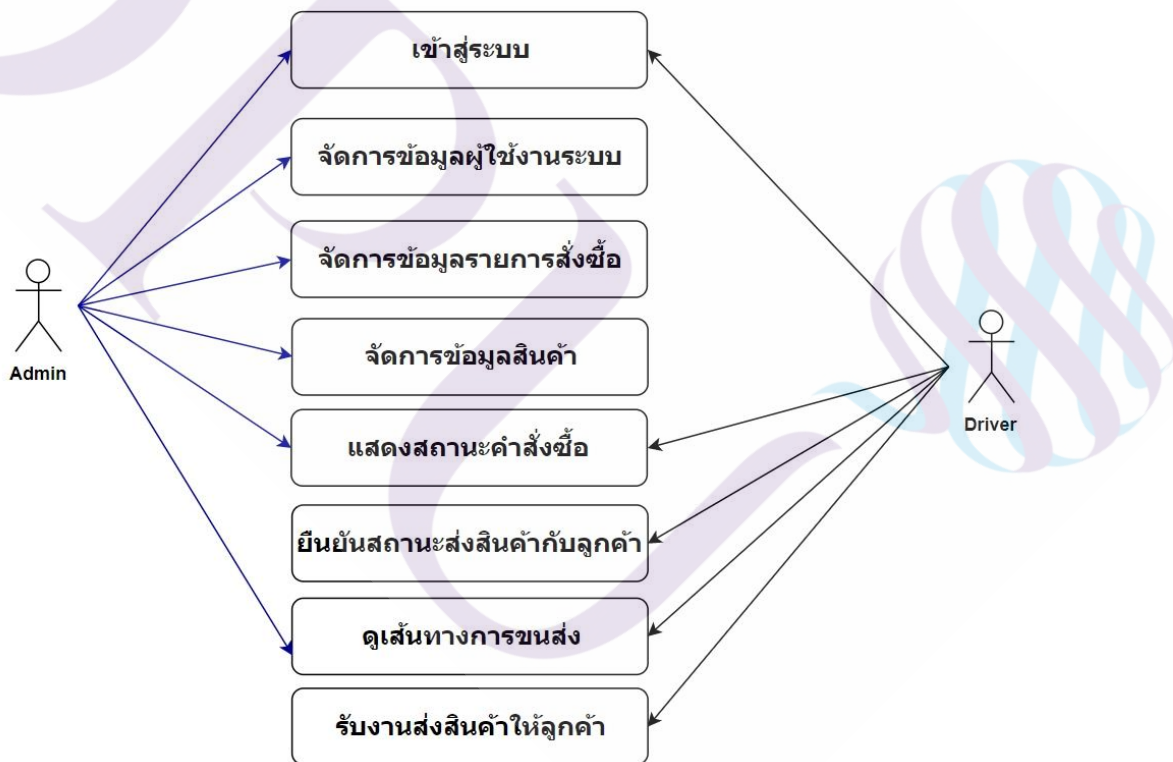 เข้าสู่ระบบ
จัดการข้อมูลผู้ใช้งานระบบ
จัดการข้อมูลรายการสั่งซื้อ
Admin
จัดการข้อมูลสินค้า
Driver
แสดงสถานะคำสั่งซื้อ
ยืนยันสถานะส่งสินค้ากับลูกค้า
ดูเส้นทางการขนส่ง
รับงานส่งสินค้าให้ลูกค้า